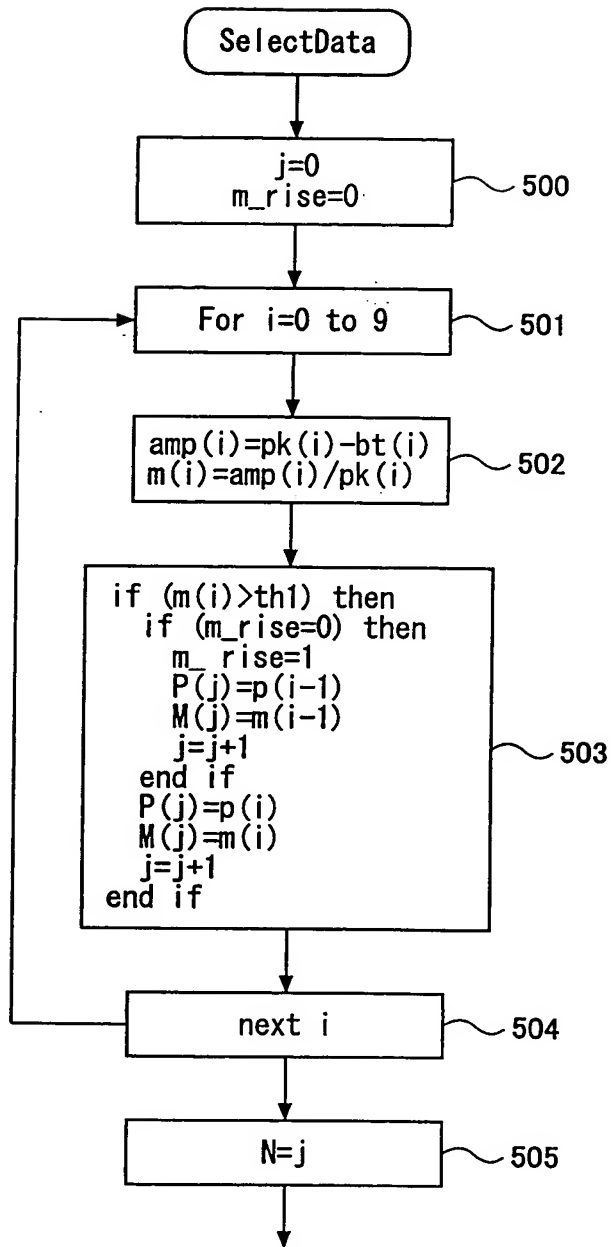 SelectData
j=0
m_rise=0
500
For i=0 to 9
501
amp(i)=pk(i)-bt(i)
m(i)=amp(i)/pk(i)
502
if (m(i)>th1) then
if (m_rise=0) then
m_ rise=1
P(j)=p(i-1)
M(j)=m(i-1)
j=j+1
end if
P(j)=p(i)
M(j)=m(i)
j=j+1
end if
503
next i
504
N=j
505